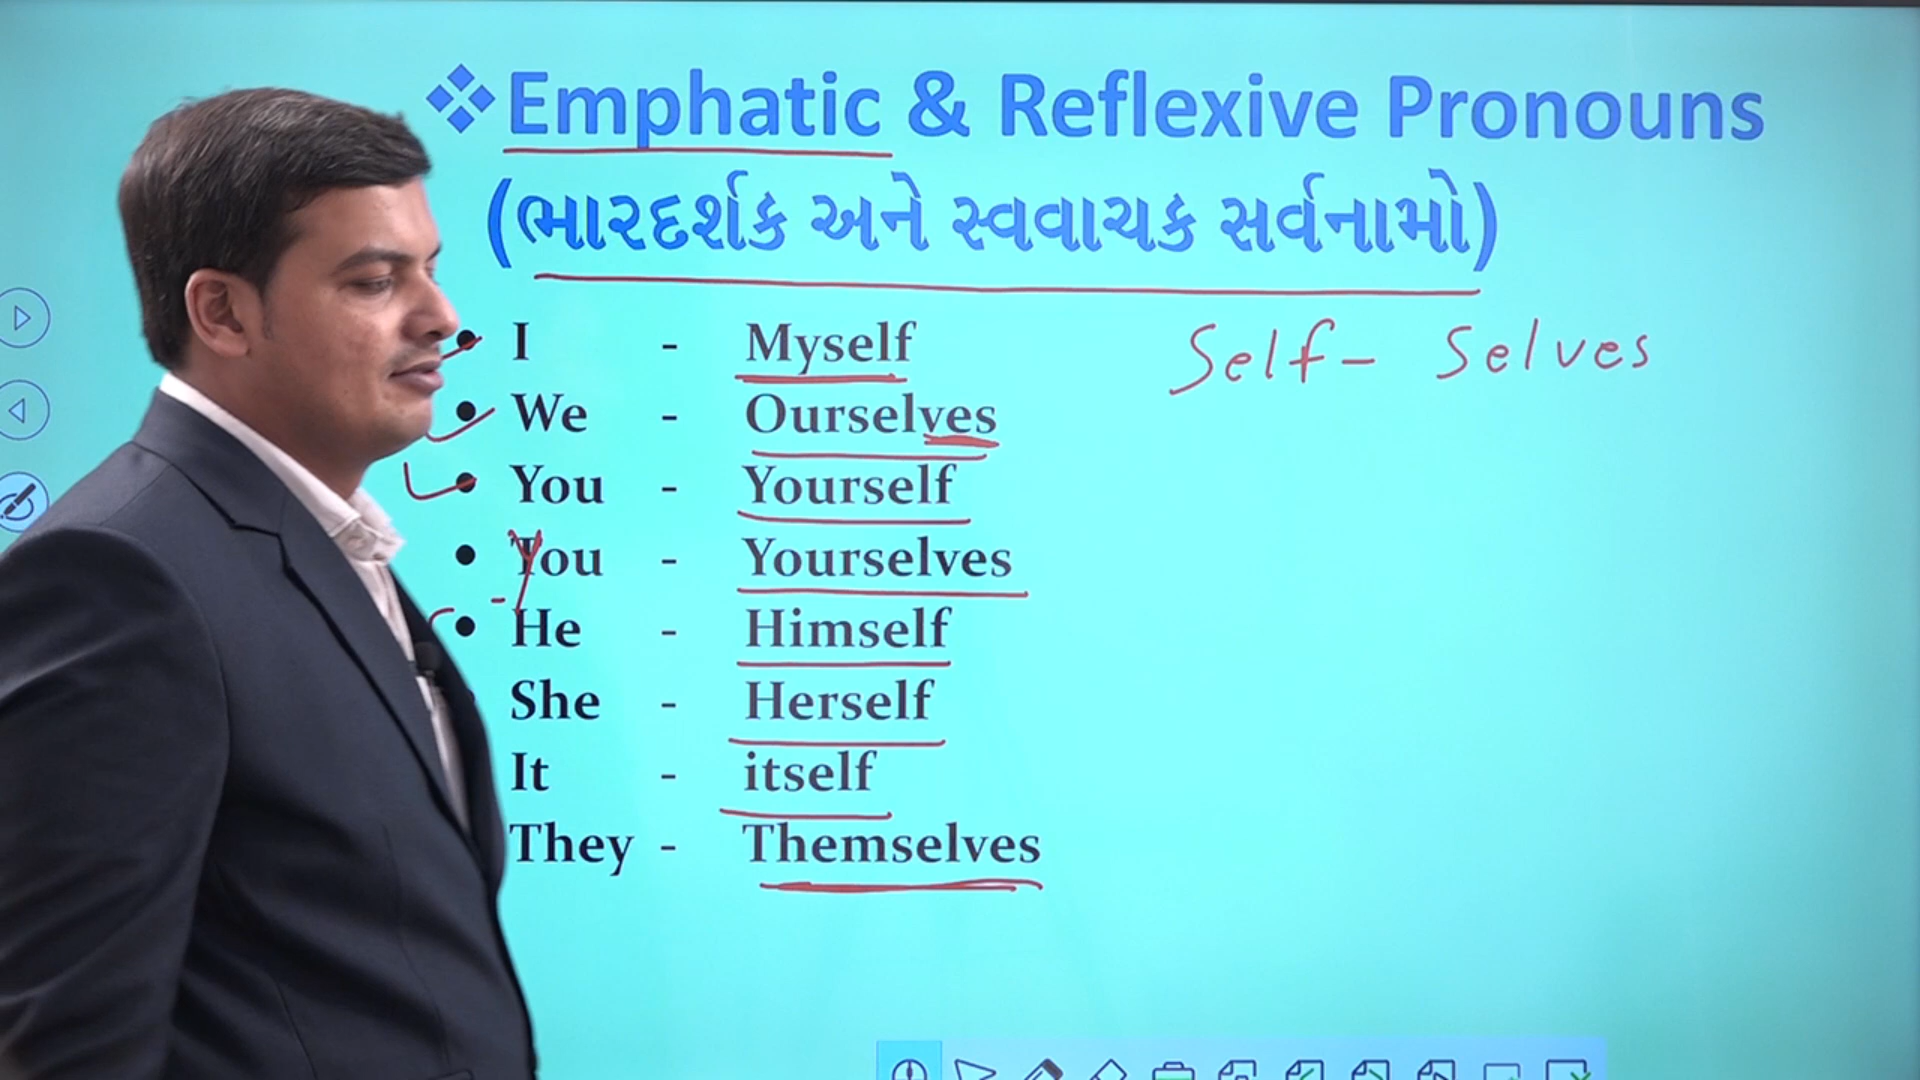 ❖Emphatic & Reflexive Pronouns
(ભારદર્શક અને સ્વવાચક સર્વનામો)
• I - Myself
Self - Selves
• We - Ourselves
• You - Yourself
• You - Yourselves
• He - Himself
She - Herself
It - itself
They - Themselves